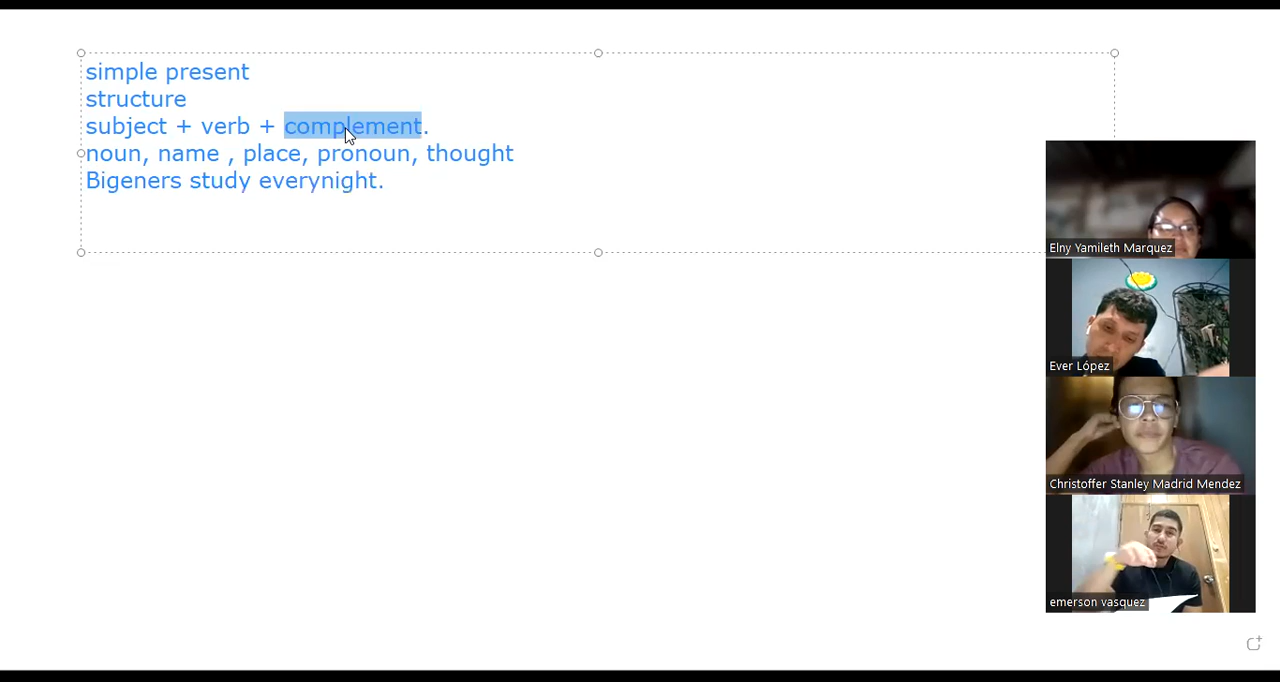 simple present
structure
subject + verb + complement.
noun, name , place, pronoun, thought
Bigeners study everynight.
Elny Yamileth Marquez
Ever López
Christoffer Stanley Madrid Mendez
emerson vasquez